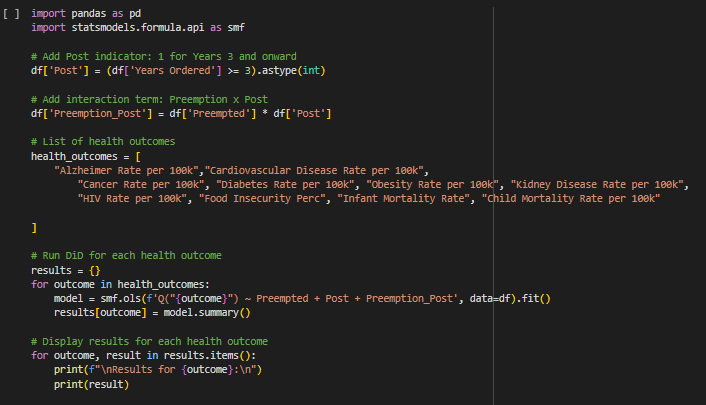 [ ] import pandas as pd
import statsmodels.formula.api as smf
# Add Post indicator: 1 for Years 3 and onward
df['Post'] = (df['Years Ordered'] >= 3).astype(int)
# Add interaction term: Preemption x Post
df['Preemption_Post'] = df['Preempted'] * df['Post']
# List of health outcomes
health_outcomes = [
"Alzheimer Rate per 100k","Cardiovascular Disease Rate per 100k",
"Cancer Rate per 100k", "Diabetes Rate per 100k", "Obesity Rate per 100k", "Kidney Disease Rate per 100k",
"HIV Rate per 100k", "Food Insecurity Perc", "Infant Mortality Rate", "Child Mortality Rate per 100k"
]
# Run DiD for each health outcome
results = {}
for outcome in health_outcomes:
model = smf.ols(f'Q("{outcome}") ~ Preempted + Post + Preemption_Post', data=df).fit()
results[outcome] = model.summary()
# Display results for each health outcome
for outcome, result in results.items():
print(f"\nResults for {outcome}:\n")
print(result)